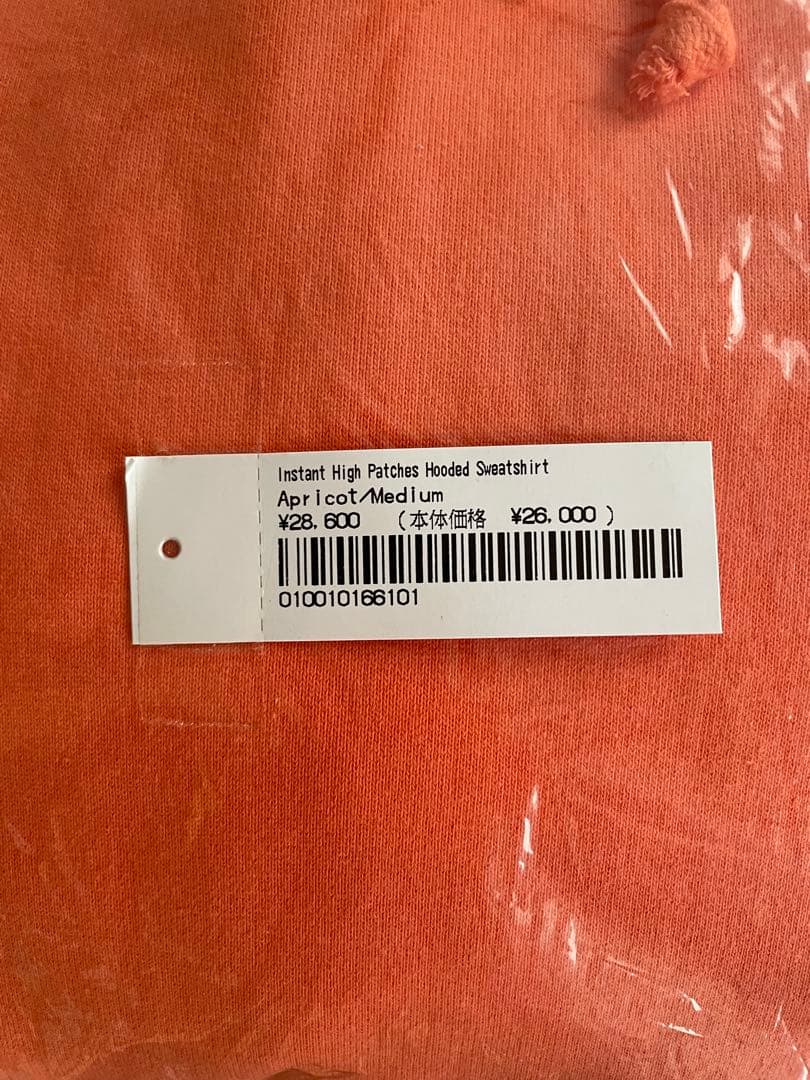 Instant High Patches Hooded Sweatshirt
Apricot/Medium
¥28,600 (本体価格 ¥26,000 )
010010166101